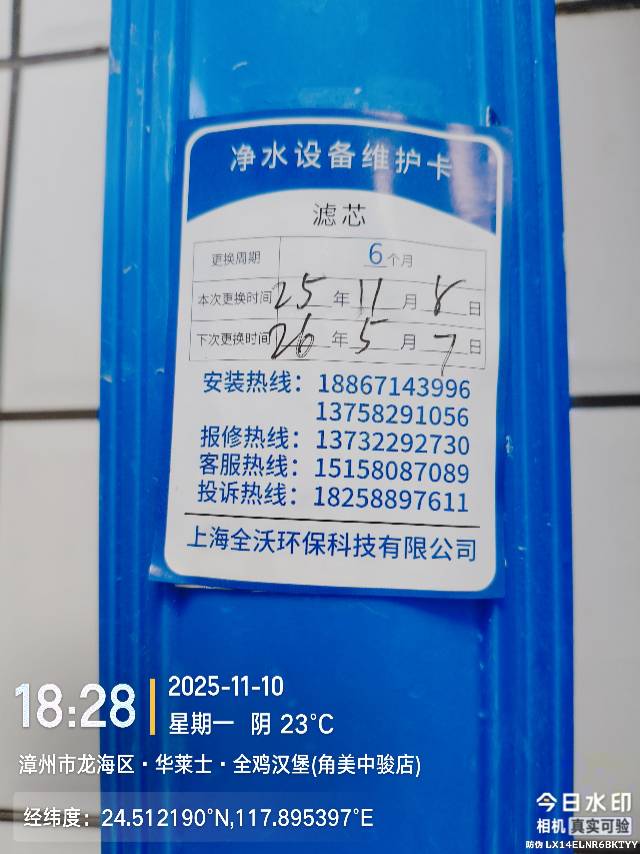 净水设备维护卡
滤芯
更换周期 6个月
本次更换时间 25年11月8日
下次更换时间 26年5月7日
安装热线：18867143996
13758291056
报修热线：13732292730
客服热线：15158087089
投诉热线：18258897611
上海全沃环保科技有限公司
18:28
2025-11-10
星期一 阴 23°C
漳州市龙海区·华莱士·全鸡汉堡(角美中骏店)
经纬度：24.512190°N,117.895397°E
今日水印
相机 真实可验
防伪 LX14ELNR6BKTYY